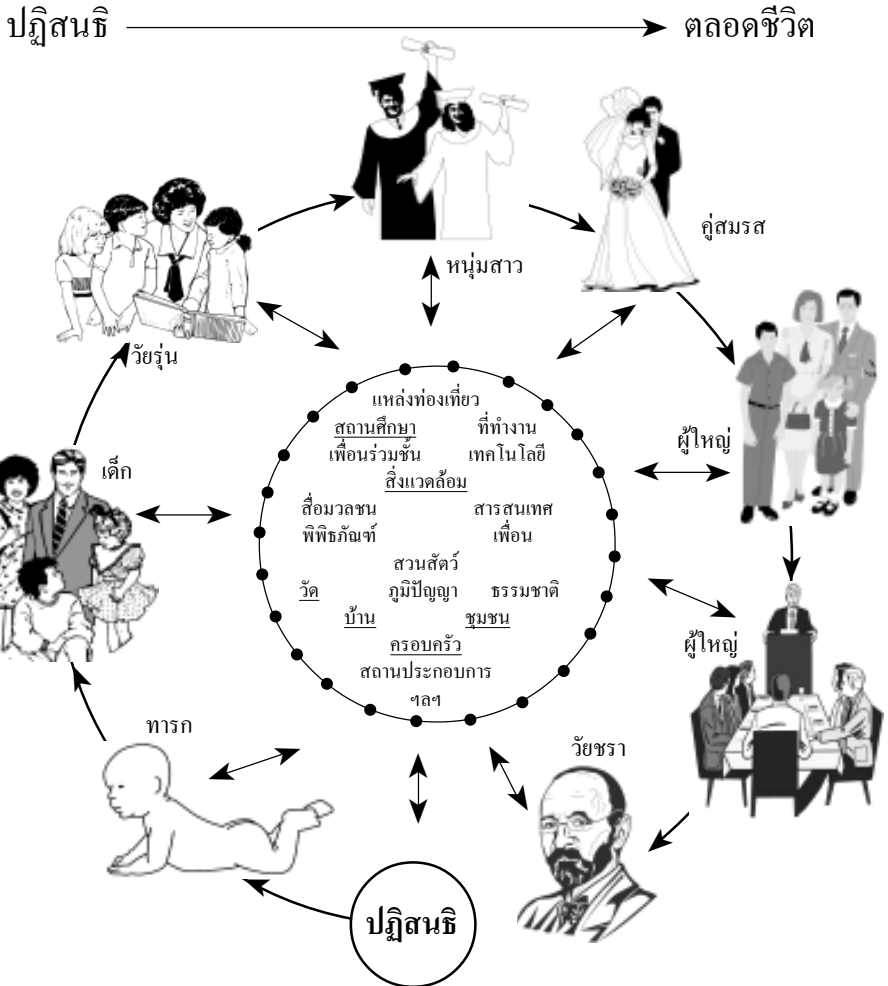 ปฏิสนธิ ตลอดชีวิต
คู่สมรส
หนุ่มสาว
วัยรุ่น
ผู้ใหญ่
เด็ก
แหล่งท่องเที่ยว
สถานศึกษา ที่ทำงาน
เพื่อนร่วมชั้น เทคโนโลยี
สิ่งแวดล้อม
สื่อมวลชน สารสนเทศ
พิพิธภัณฑ์ เพื่อน
สวนสัตว์
วัด ภูมิปัญญา ธรรมชาติ
บ้าน ชุมชน
ครอบครัว
สถานประกอบการ
ฯลฯ
ผู้ใหญ่
ทารก
วัยชรา
ปฏิสนธิ